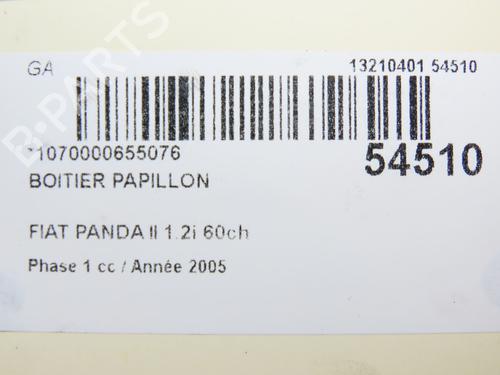 GA
13210401 54510
*1070000655076
54510
BOITIER PAPILLON
FIAT PANDA II 1.2i 60ch
Phase 1 cc / Année 2005
B-PARTS